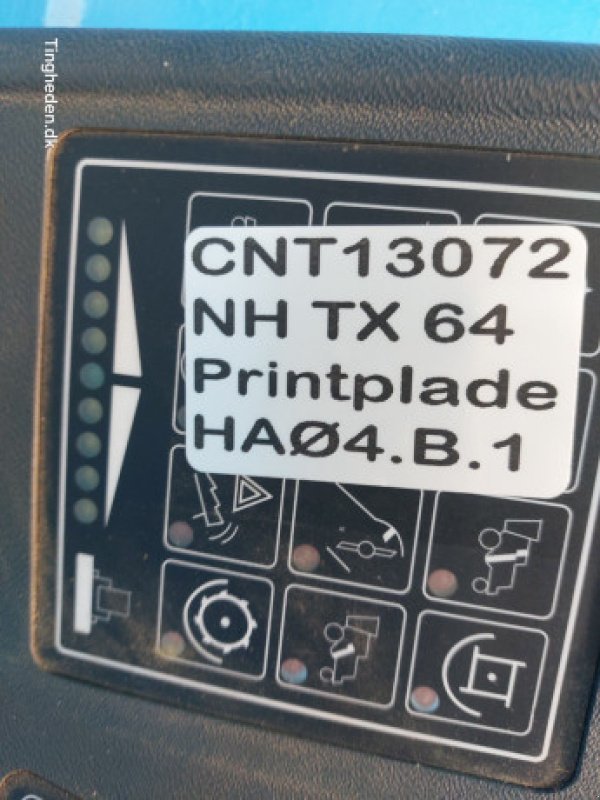 Tingheden.dk
CNT13072
NH TX 64
Printplade
HAØ4.B.1